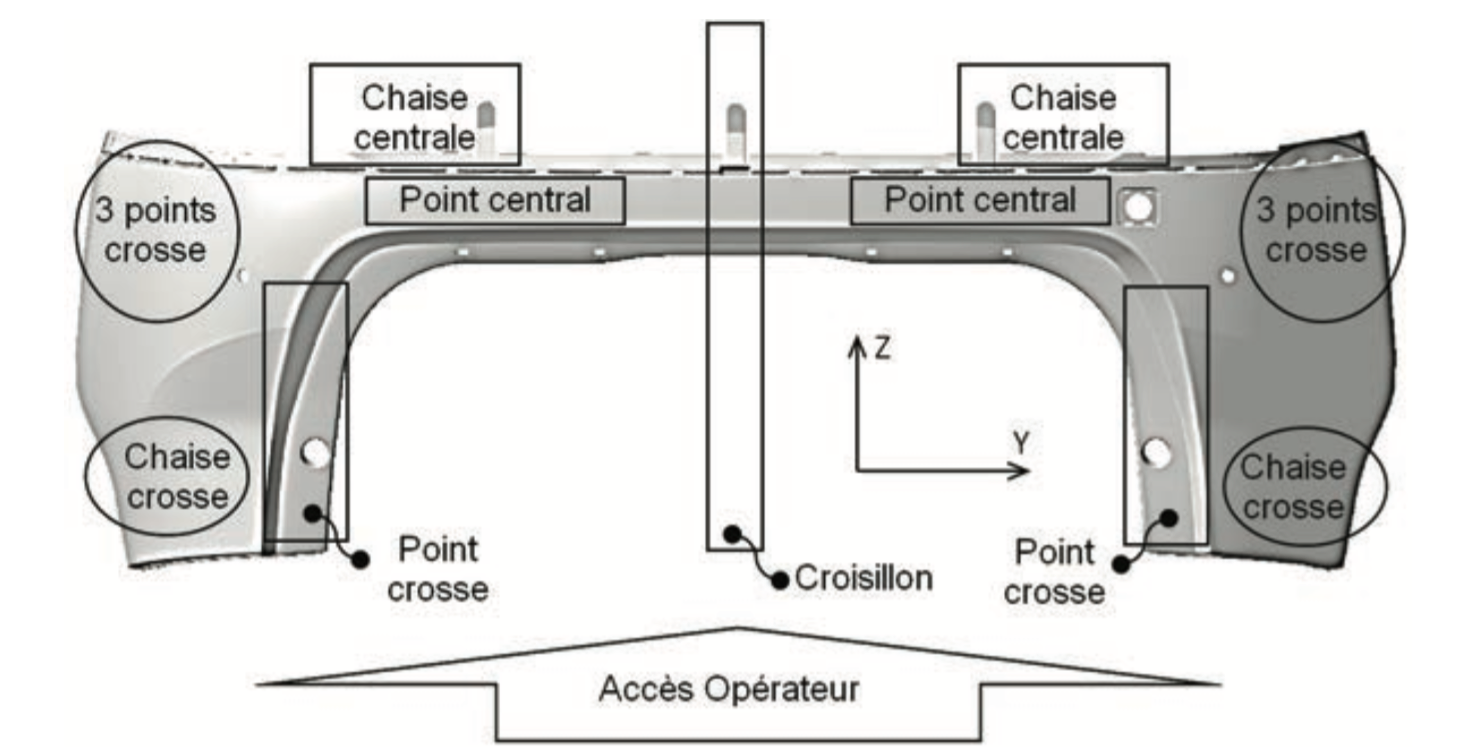 Chaise
centrale
Chaise
centrale
Point central
Point central
3 points
crosse
3 points
crosse
Z
Y
Chaise
crosse
Chaise
crosse
Point
crosse
Croisillon
Point
crosse
Accès Opérateur